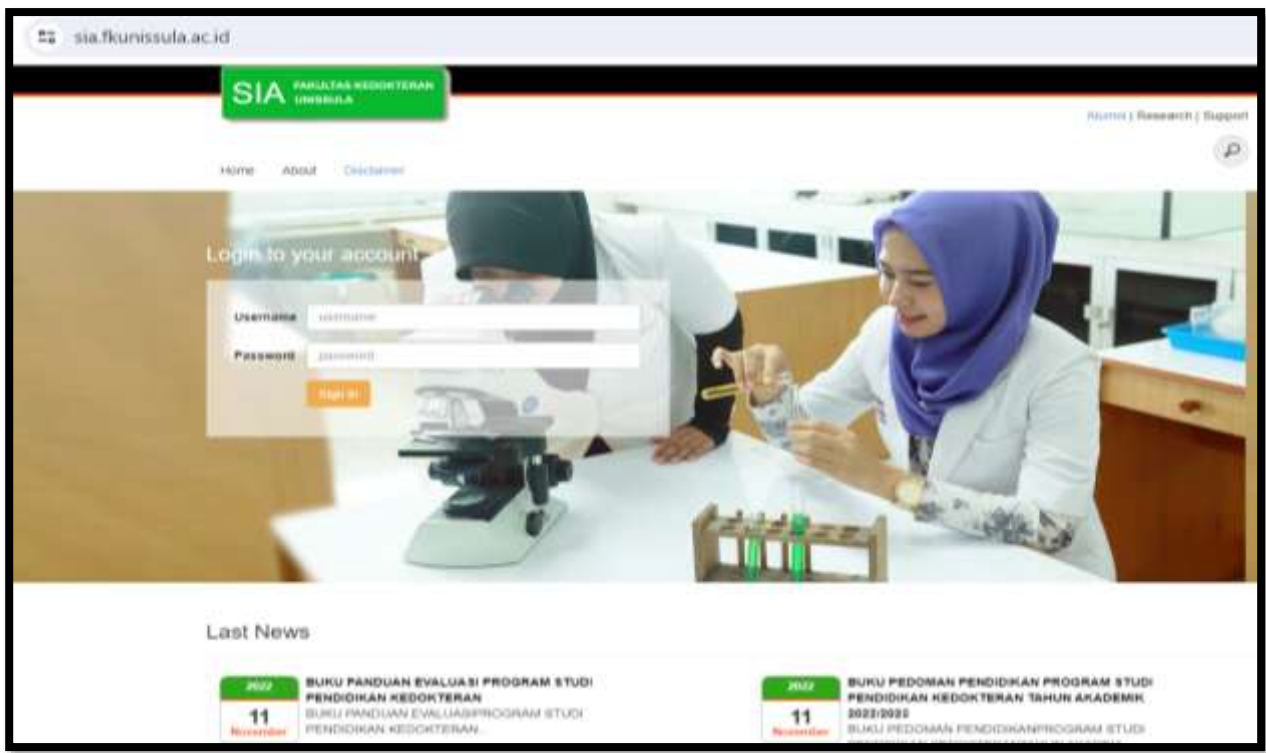 sia.fkunissula.ac.id
SIA FAKULTAS KEDOKTERAN
UNISSULA
Alumni | Research | Support
Home About Disclaimer
Login to your account
Username username
Password password
Sign in
Last News
2022
11
November
BUKU PANDUAN EVALUASI PROGRAM STUDI
PENDIDIKAN KEDOKTERAN
BUKU PANDUAN EVALUASIPROGRAM STUDI
PENDIDIKAN KEDOKTERAN...
2022
11
November
BUKU PEDOMAN PENDIDIKAN PROGRAM STUDI
PENDIDIKAN KEDOKTERAN TAHUN AKADEMIK
2022/2023
BUKU PEDOMAN PENDIDIKANPROGRAM STUDI